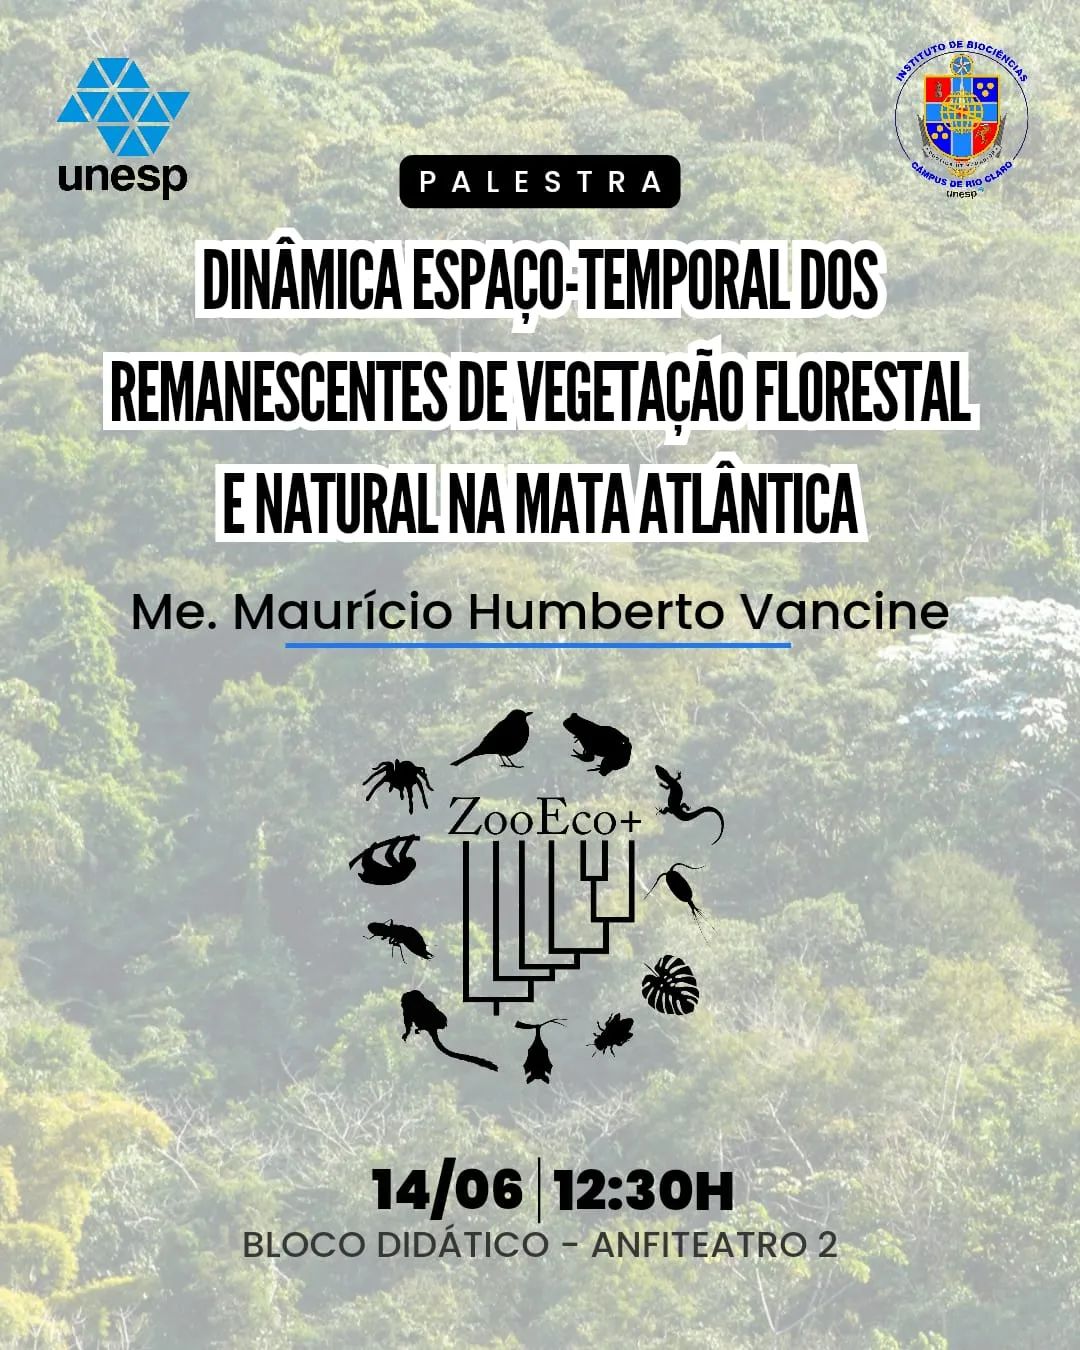 unesp
INSTITUTO DE BIOCIÊNCIAS
CÂMPUS DE RIO CLARO
unesp
PALESTRA
DINÂMICA ESPAÇO-TEMPORAL DOS
REMANESCENTES DE VEGETAÇÃO FLORESTAL
E NATURAL NA MATA ATLÂNTICA
Me. Maurício Humberto Vancine
ZooEco+
14/06 12:30H
BLOCO DIDÁTICO - ANFITEATRO 2